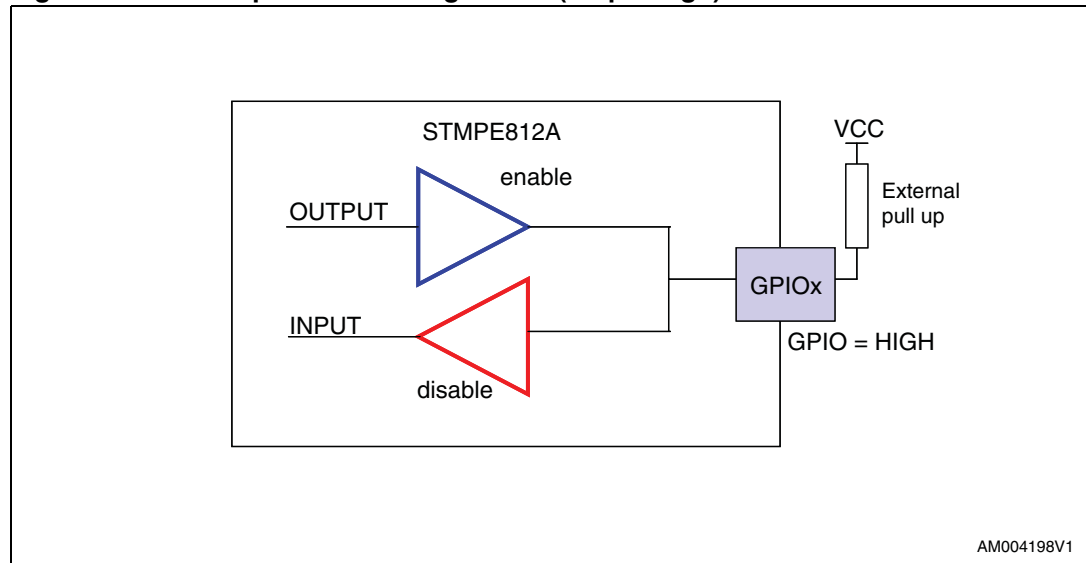 STMPE812A
VCC
enable
External
pull up
OUTPUT
GPIOx
INPUT
GPIO = HIGH
disable
AM004198V1